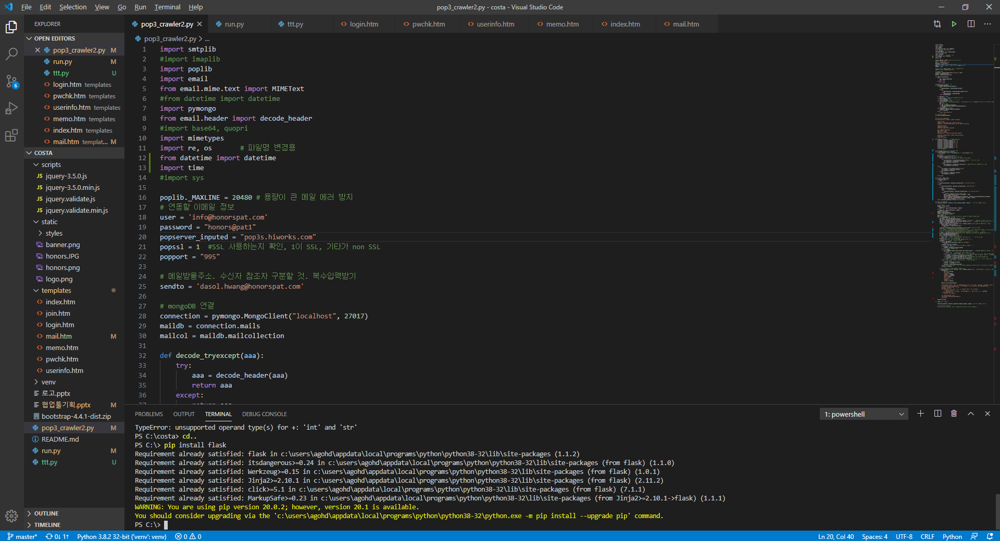 File Edit Selection View Go Run Terminal Help
pop3_crawler2.py - costa - Visual Studio Code
EXPLORER
OPEN EDITORS
pop3_crawler2.py M
run.py M
ttt.py U
login.htm templates
pwchk.htm templates
userinfo.htm templates
memo.htm templates
index.htm templates
mail.htm templat... M
6
COSTA
scripts
JS jquery-3.5.0.js
JS jquery-3.5.0.min.js
JS jquery.validate.js
JS jquery.validate.min.js
static
styles
banner.png
honors.JPG
honors.png
logo.png
templates
index.htm
join.htm
login.htm
mail.htm M
memo.htm
pwchk.htm
userinfo.htm
venv
로고.pptx
협업툴기획.pptx M
bootstrap-4.4.1-dist.zip
pop3_crawler2.py M
README.md
run.py M
ttt.py U
OUTLINE
TIMELINE
pop3_crawler2.py run.py ttt.py login.htm pwchk.htm userinfo.htm memo.htm index.htm mail.htm
pop3_crawler2.py > ...
1 import smtplib
2 #import imaplib
3 import poplib
4 import email
5 from email.mime.text import MIMEText
6 #from datetime import datetime
7 import pymongo
8 from email.header import decode_header
9 #import base64, quopri
10 import mimetypes
11 import re, os # 파일명 변경용
12 from datetime import datetime
13 import time
14 #import sys
15
16 poplib._MAXLINE = 20480 # 용량이 큰 메일 에러 방지
17 # 연동할 이메일 정보
18 user = 'info@honorspat.com'
19 password = "honors@pat1"
20 popserver_inputed = "pop3s.hiworks.com"
21 popssl = 1 #SSL 사용하는지 확인, 1이 SSL, 기타가 non SSL
22 popport = "995"
23
24 # 메일받을주소. 수신자 참조자 구분할 것. 복수입력받기
25 sendto = 'dasol.hwang@honorspat.com'
26
27 # mongoDB 연결
28 connection = pymongo.MongoClient("localhost", 27017)
29 maildb = connection.mails
30 mailcol = maildb.mailcollection
31
32 def decode_tryexcept(aaa):
33 try:
34 aaa = decode_header(aaa)
35 return aaa
36 except:
37 return aaa
PROBLEMS OUTPUT TERMINAL DEBUG CONSOLE
1: powershell
TypeError: unsupported operand type(s) for +: 'int' and 'str'
PS C:\costa> cd..
PS C:\> pip install flask
Requirement already satisfied: flask in c:\users\agohd\appdata\local\programs\python\python38-32\lib\site-packages (1.1.2)
Requirement already satisfied: itsdangerous>=0.24 in c:\users\agohd\appdata\local\programs\python\python38-32\lib\site-packages (from flask) (1.1.0)
Requirement already satisfied: Werkzeug>=0.15 in c:\users\agohd\appdata\local\programs\python\python38-32\lib\site-packages (from flask) (1.0.1)
Requirement already satisfied: Jinja2>=2.10.1 in c:\users\agohd\appdata\local\programs\python\python38-32\lib\site-packages (from flask) (2.11.2)
Requirement already satisfied: click>=5.1 in c:\users\agohd\appdata\local\programs\python\python38-32\lib\site-packages (from flask) (7.1.1)
Requirement already satisfied: MarkupSafe>=0.23 in c:\users\agohd\appdata\local\programs\python\python38-32\lib\site-packages (from Jinja2>=2.10.1->flask) (1.1.1)
WARNING: You are using pip version 20.0.2; however, version 20.1 is available.
You should consider upgrading via the 'c:\users\agohd\appdata\local\programs\python\python38-32\python.exe -m pip install --upgrade pip' command.
PS C:\>
master* 0↓ 1↑ Python 3.8.2 32-bit ('venv': venv) 0 0
Ln 20, Col 40 Spaces: 4 UTF-8 CRLF Python